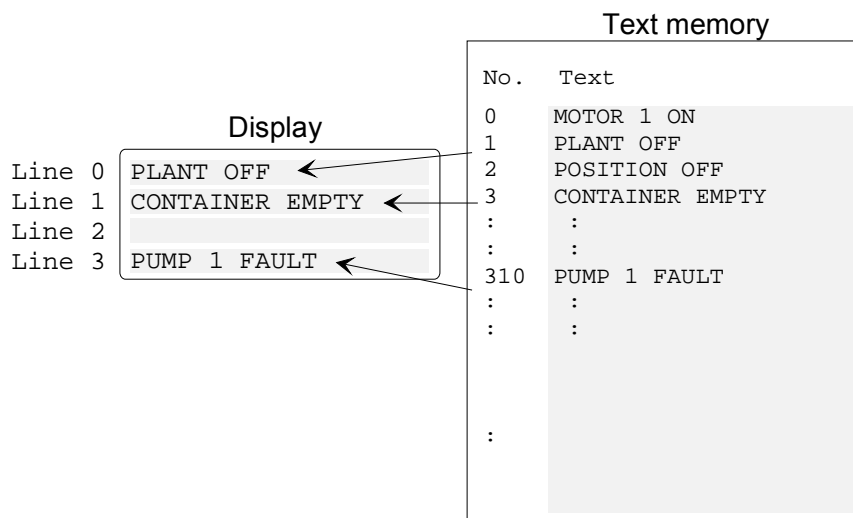 Text memory
No. Text
0 MOTOR 1 ON
1 PLANT OFF
2 POSITION OFF
3 CONTAINER EMPTY
: :
: :
310 PUMP 1 FAULT
: :
: :
:
Display
Line 0 PLANT OFF
Line 1 CONTAINER EMPTY
Line 2
Line 3 PUMP 1 FAULT